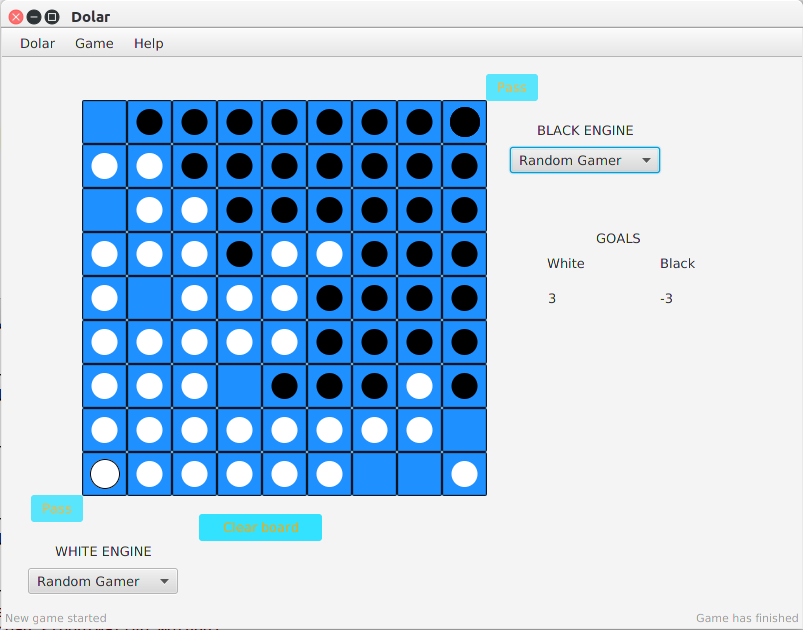 Dolar
Dolar Game Help
Pass
BLACK ENGINE
Random Gamer
GOALS
White Black
3 -3
Pass
Clear board
WHITE ENGINE
Random Gamer
New game started
Game has finished